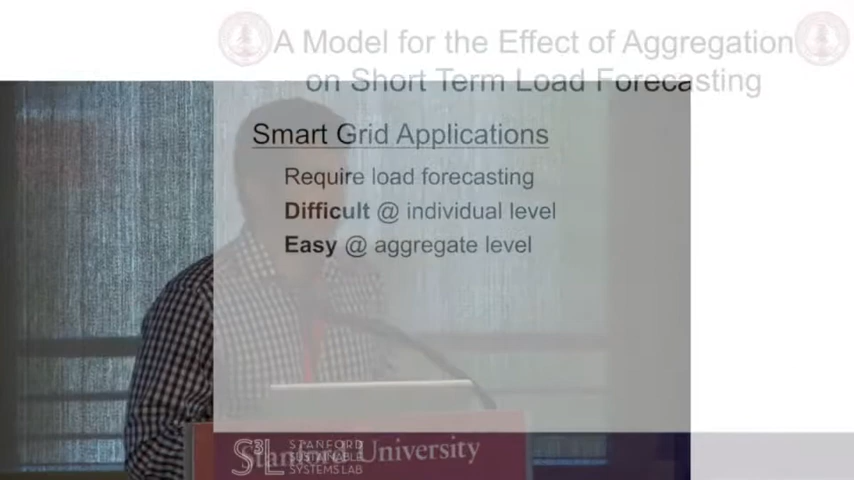 A Model for the Effect of Aggregation
on Short Term Load Forecasting
Smart Grid Applications
Require load forecasting
Difficult @ individual level
Easy @ aggregate level
S3L STANFORD
SUSTAINABLE
SYSTEMS LAB
Stanford University